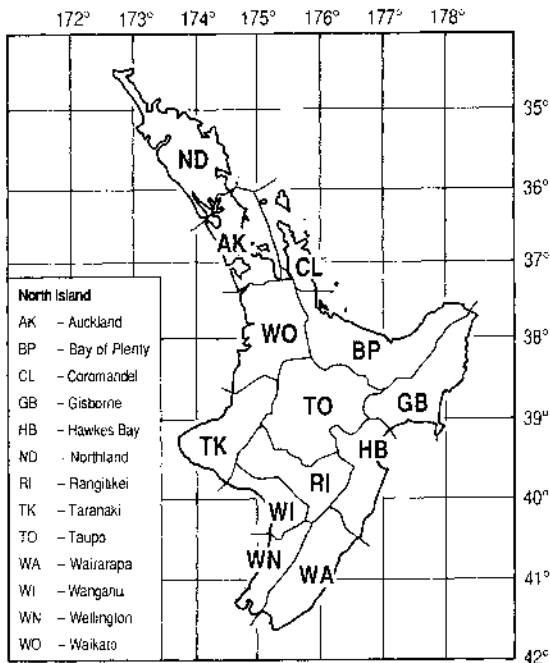 172° 173° 174° 175° 176° 177° 178°
35°
36°
37°
38°
39°
40°
41°
42°
ND
AK
CL
WO
BP
TO
GB
TK
HB
RI
WI
WN
WA
North Island
AK – Auckland
BP – Bay of Plenty
CL – Coromandel
GB – Gisborne
HB – Hawkes Bay
ND - Northland
RI – Rangitikei
TK – Taranaki
TO – Taupo
WA – Wairarapa
WI – Wanganu
WN – Wellington
WO – Waikato